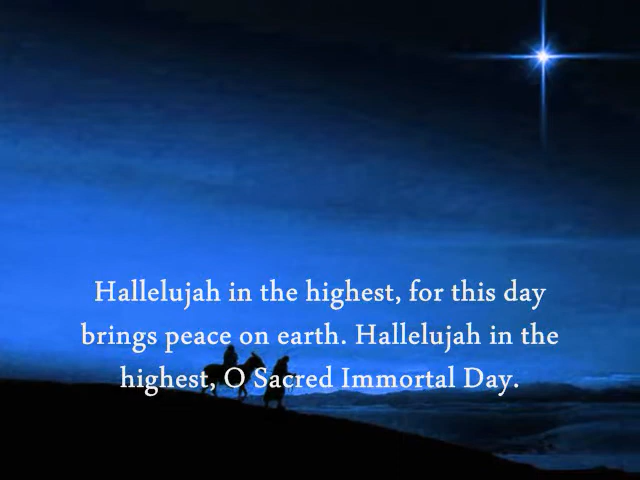 Hallelujah in the highest, for this day
brings peace on earth. Hallelujah in the
highest, O Sacred Immortal Day.